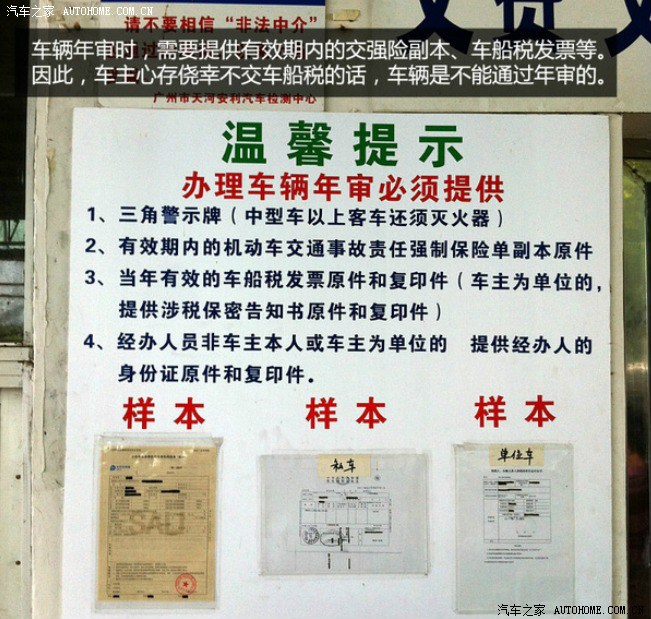 汽车之家 AUTOHOME.COM.CN
请不要相信“非法中介”
车辆年审时，需要提供有效期内的交强险副本、车船税发票等。
因此，车主心存侥幸不交车船税的话，车辆是不能通过年审的。
广州市天河安利汽车检测中心
温馨提示
办理车辆年审必须提供
1、三角警示牌（中型车以上客车还须灭火器）
2、有效期内的机动车交通事故责任强制保险单副本原件
3、当年有效的车船税发票原件和复印件（车主为单位的，
提供涉税保密告知书原件和复印件）
4、经办人员非车主本人或车主为单位的 提供经办人的
身份证原件和复印件。
样本 样本 样本
私车
单位车
汽车之家 AUTOHOME.COM.CN